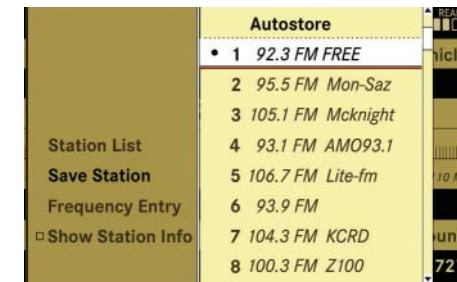 Autostore
• 1 92.3 FM FREE
2 95.5 FM Mon-Saz
3 105.1 FM Mcknight
Station List 4 93.1 FM AMO93.1
Save Station 5 106.7 FM Lite-fm
Frequency Entry 6 93.9 FM
Show Station Info 7 104.3 FM KCRD
8 100.3 FM Z100
72